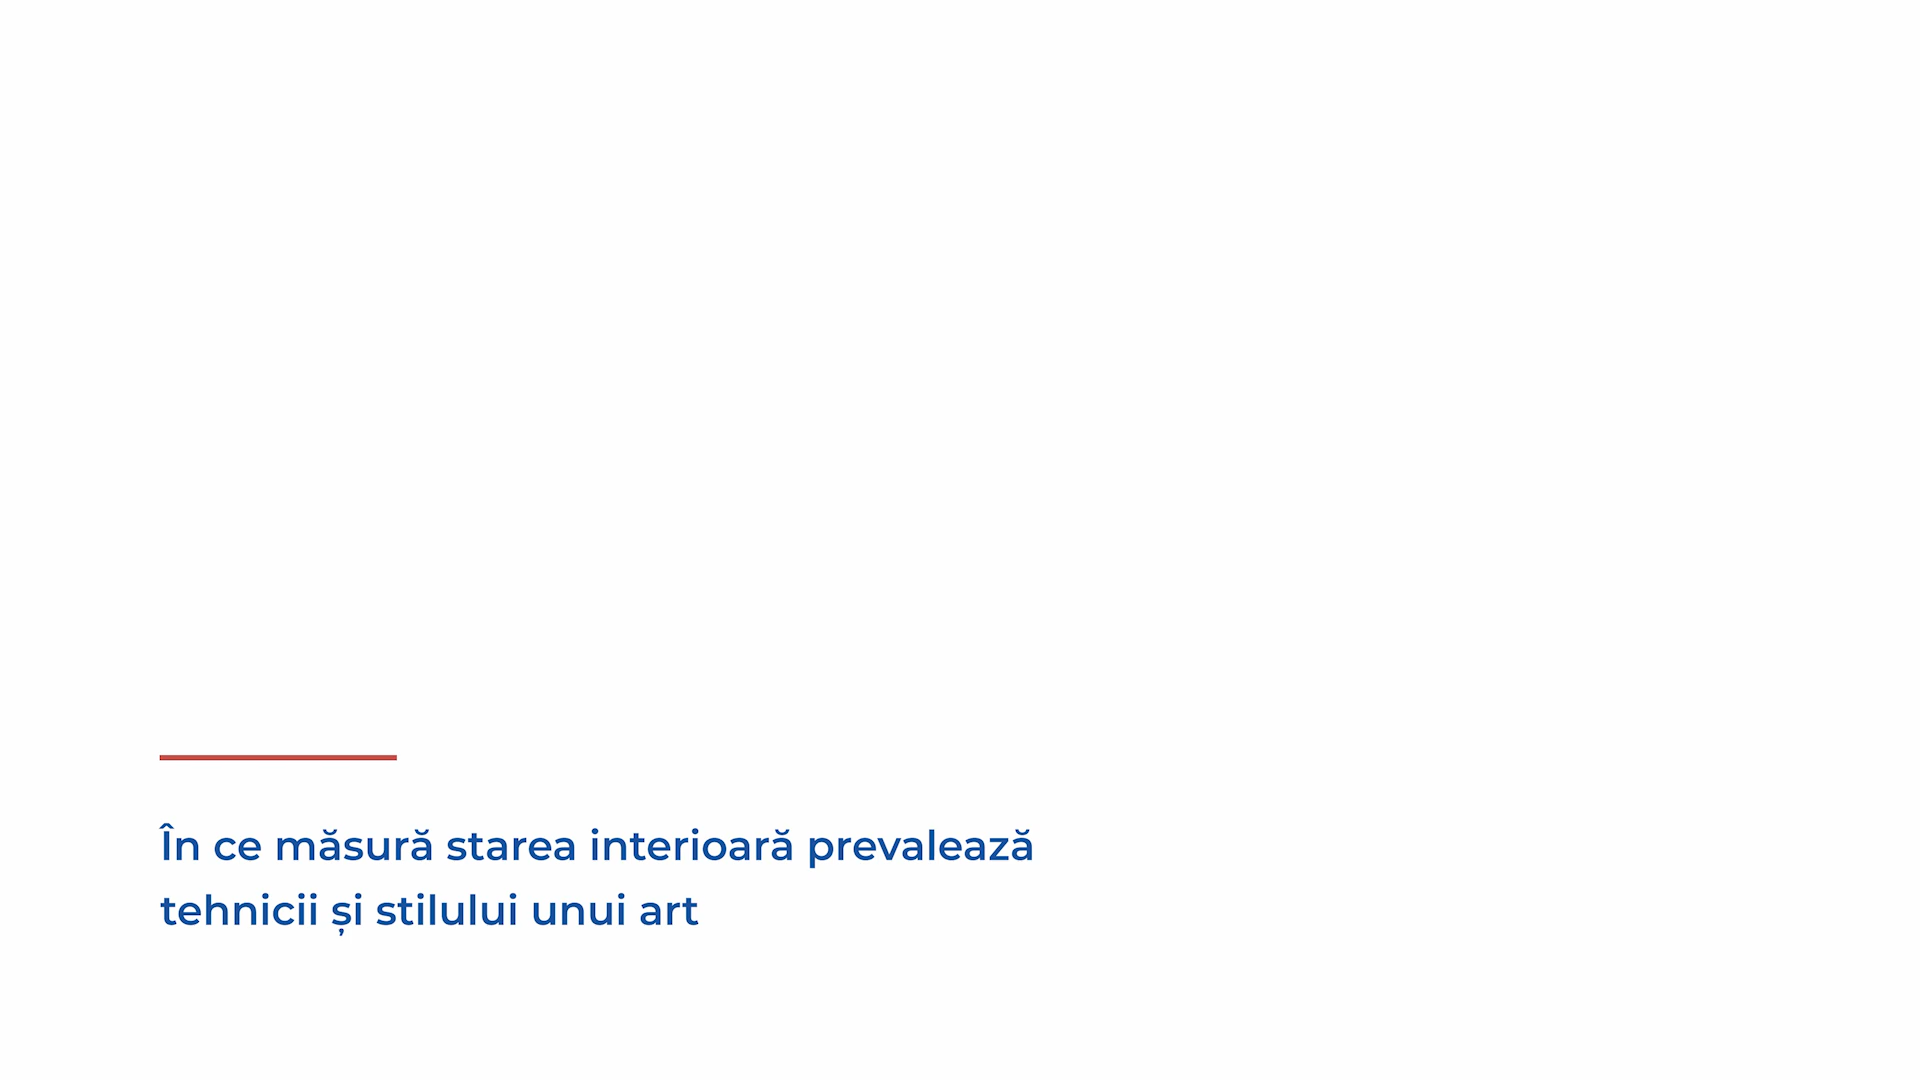 În ce măsură starea interioară prevalează
tehnicii și stilului unui art